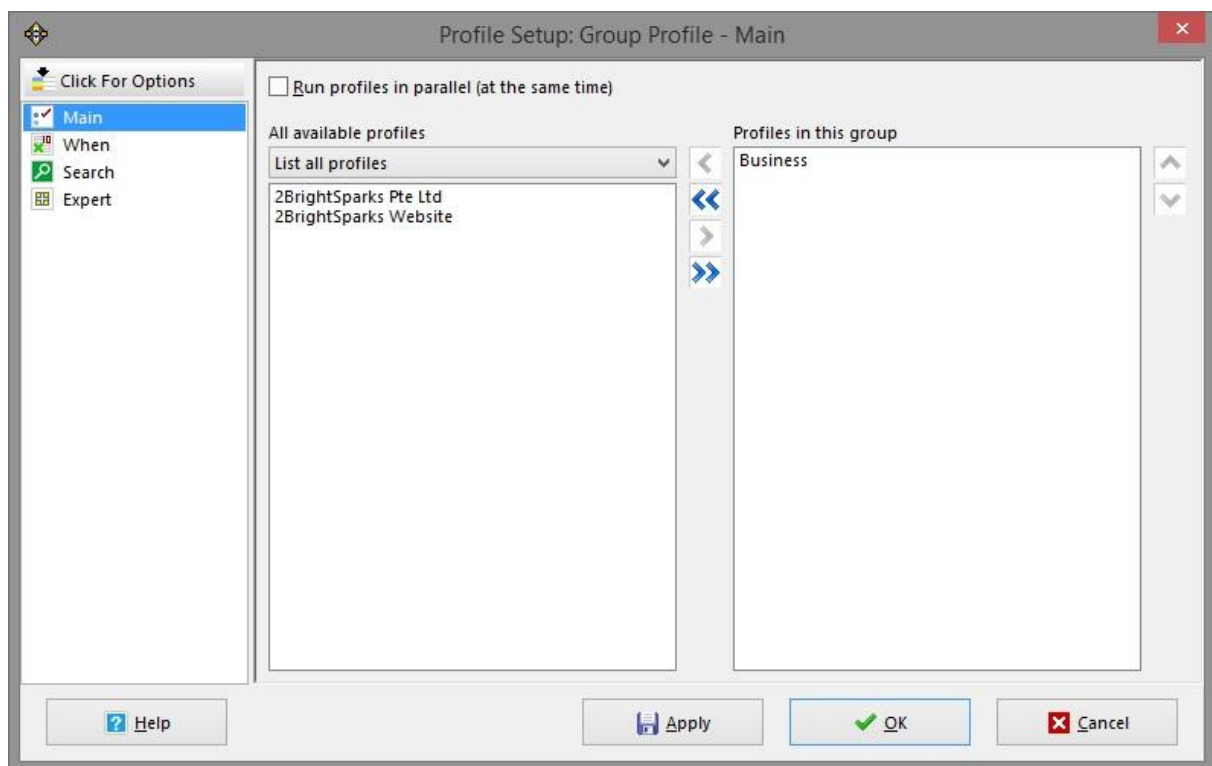 Profile Setup: Group Profile - Main
Click For Options
Main
When
Search
Expert
Run profiles in parallel (at the same time)
All available profiles
List all profiles
2BrightSparks Pte Ltd
2BrightSparks Website
Profiles in this group
Business
Help
Apply
OK
Cancel